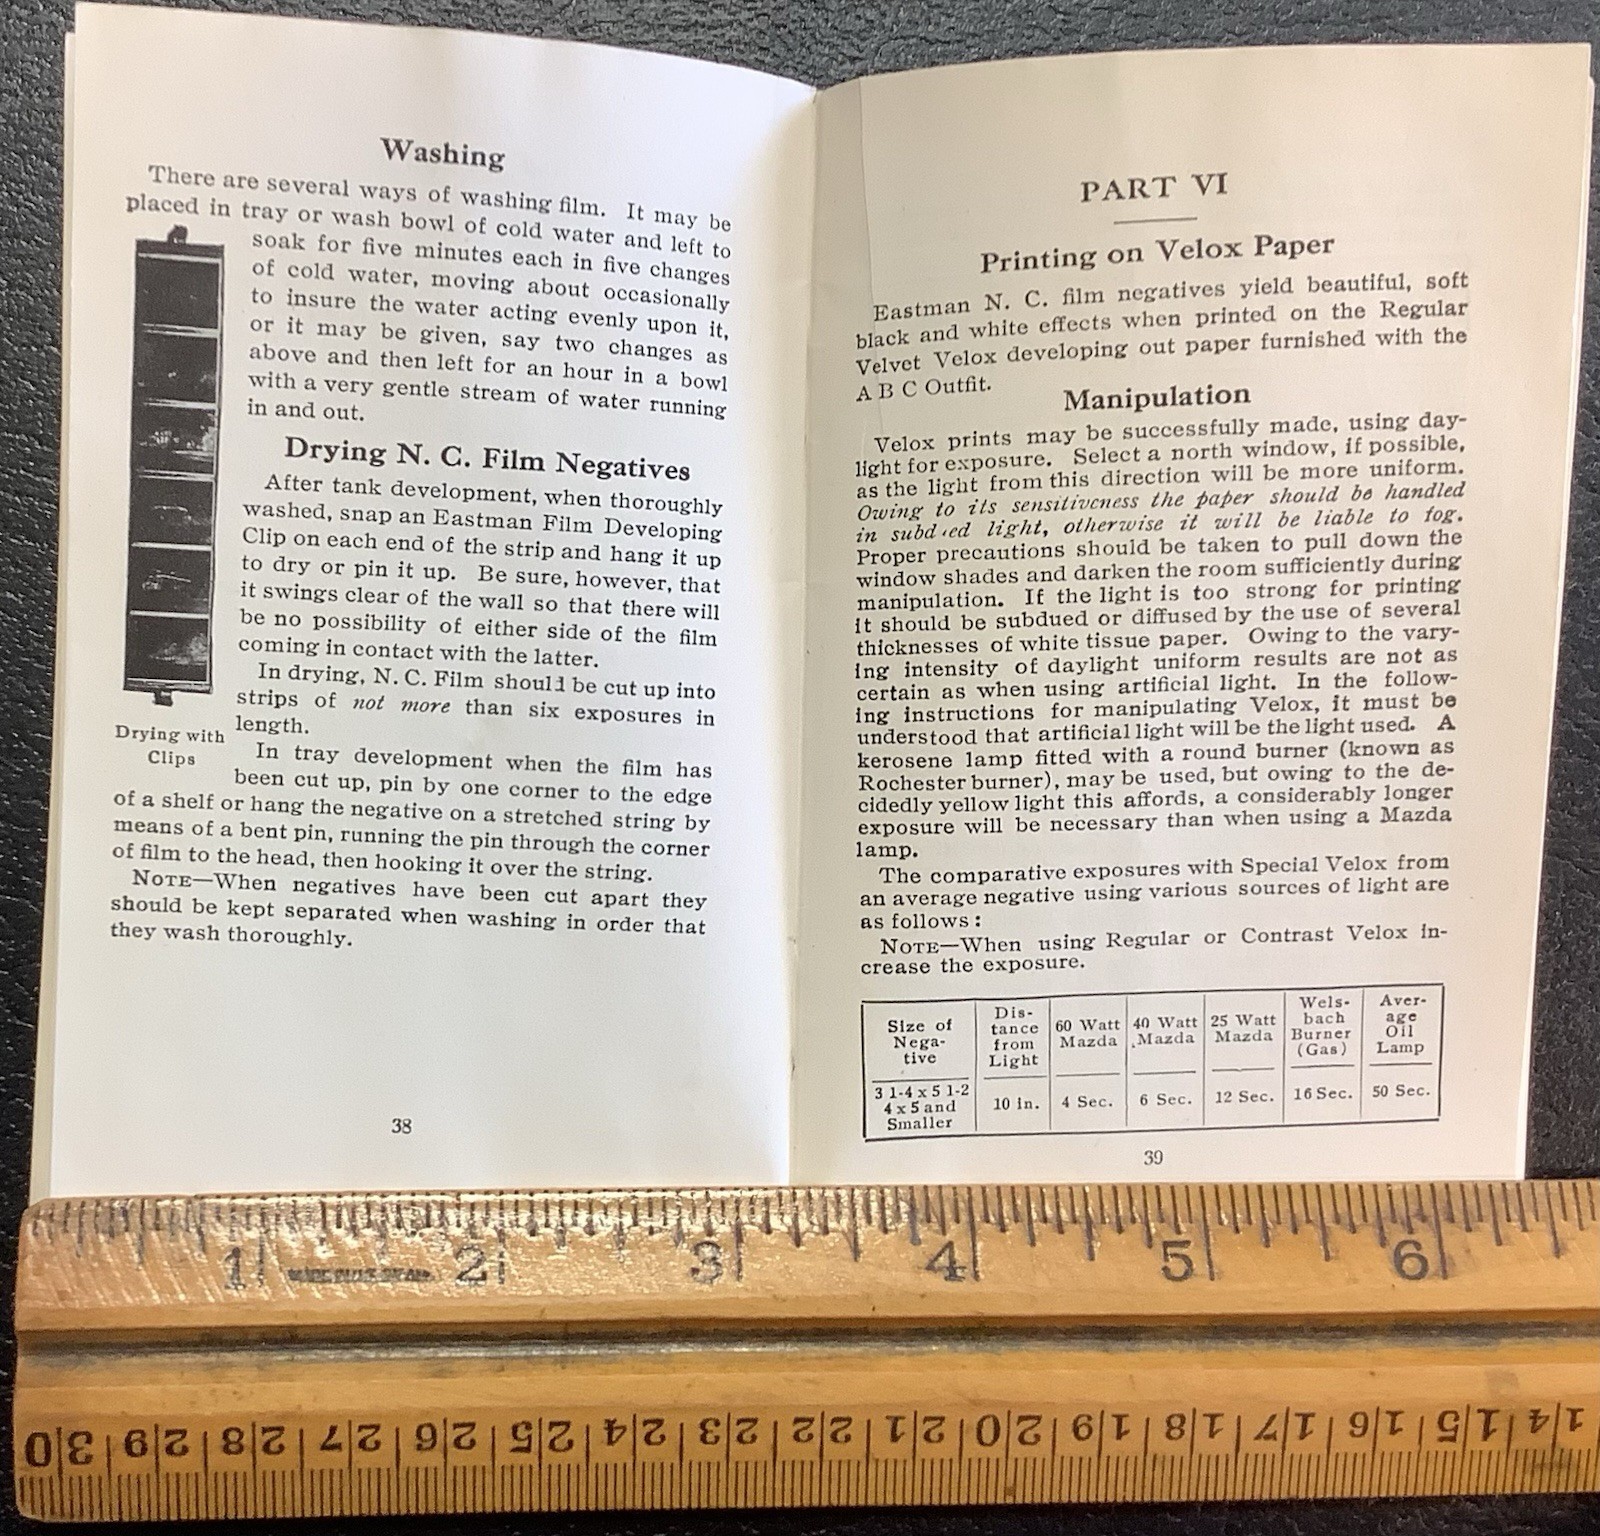 Washing
There are several ways of washing film. It may be
placed in tray or wash bowl of cold water and left to
soak for five minutes each in five changes
of cold water, moving about occasionally
to insure the water acting evenly upon it,
or it may be given, say two changes as
above and then left for an hour in a bowl
with a very gentle stream of water running
in and out.
Drying N. C. Film Negatives
After tank development, when thoroughly
washed, snap an Eastman Film Developing
Clip on each end of the strip and hang it up
to dry or pin it up. Be sure, however, that
it swings clear of the wall so that there will
be no possibility of either side of the film
coming in contact with the latter.
In drying, N. C. Film should be cut up into
strips of not more than six exposures in
length.
Drying with
Clips
In tray development when the film has
been cut up, pin by one corner to the edge
of a shelf or hang the negative on a stretched string by
means of a bent pin, running the pin through the corner
of film to the head, then hooking it over the string.
NOTE—When negatives have been cut apart they
should be kept separated when washing in order that
they wash thoroughly.
38
PART VI
Printing on Velox Paper
Eastman N. C. film negatives yield beautiful, soft
black and white effects when printed on the Regular
Velvet Velox developing out paper furnished with the
A B C Outfit.
Manipulation
Velox prints may be successfully made, using day-
light for exposure. Select a north window, if possible,
as the light from this direction will be more uniform.
Owing to its sensitiveness the paper should be handled
in subdued light, otherwise it will be liable to fog.
Proper precautions should be taken to pull down the
window shades and darken the room sufficiently during
manipulation. If the light is too strong for printing
it should be subdued or diffused by the use of several
thicknesses of white tissue paper. Owing to the vary-
ing intensity of daylight uniform results are not as
certain as when using artificial light. In the follow-
ing instructions for manipulating Velox, it must be
understood that artificial light will be the light used. A
kerosene lamp fitted with a round burner (known as
Rochester burner), may be used, but owing to the de-
cidedly yellow light this affords, a considerably longer
exposure will be necessary than when using a Mazda
lamp.
The comparative exposures with Special Velox from
an average negative using various sources of light are
as follows:
NOTE—When using Regular or Contrast Velox in-
crease the exposure.
Size of
Nega-
tive
Dis-
tance
from
Light
60 Watt
Mazda
40 Watt
Mazda
25 Watt
Mazda
Wels-
bach
Burner
(Gas)
Aver-
age
Oil
Lamp
3 1-4 x 5 1-2
4 x 5 and
Smaller
10 in.
4 Sec.
6 Sec.
12 Sec.
16 Sec.
50 Sec.
39
1 2 3 4 5 6
30 29 28 27 26 25 24 23 22 21 20 19 18 17 16 15 14